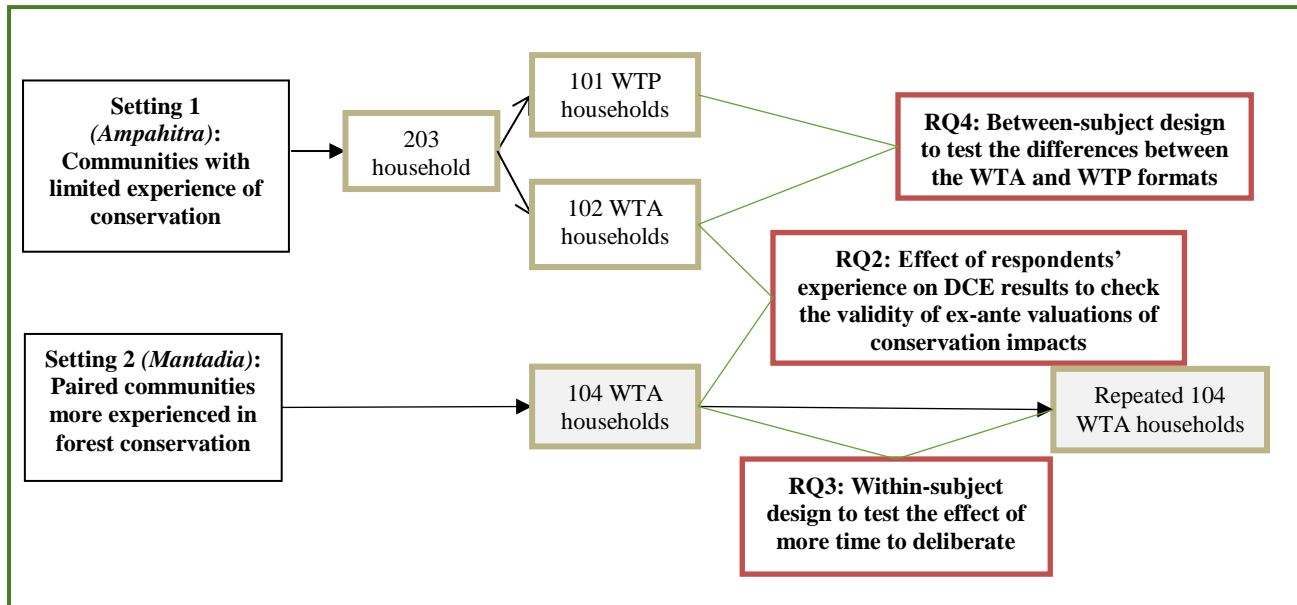 Setting 1
(Ampahitra):
Communities with
limited experience of
conservation
203
household
101 WTP
households
102 WTA
households
RQ4: Between-subject design
to test the differences between
the WTA and WTP formats
RQ2: Effect of respondents’
experience on DCE results to check
the validity of ex-ante valuations of
conservation impacts
Setting 2 (Mantadia):
Paired communities
more experienced in
forest conservation
104 WTA
households
Repeated 104
WTA households
RQ3: Within-subject
design to test the effect of
more time to deliberate